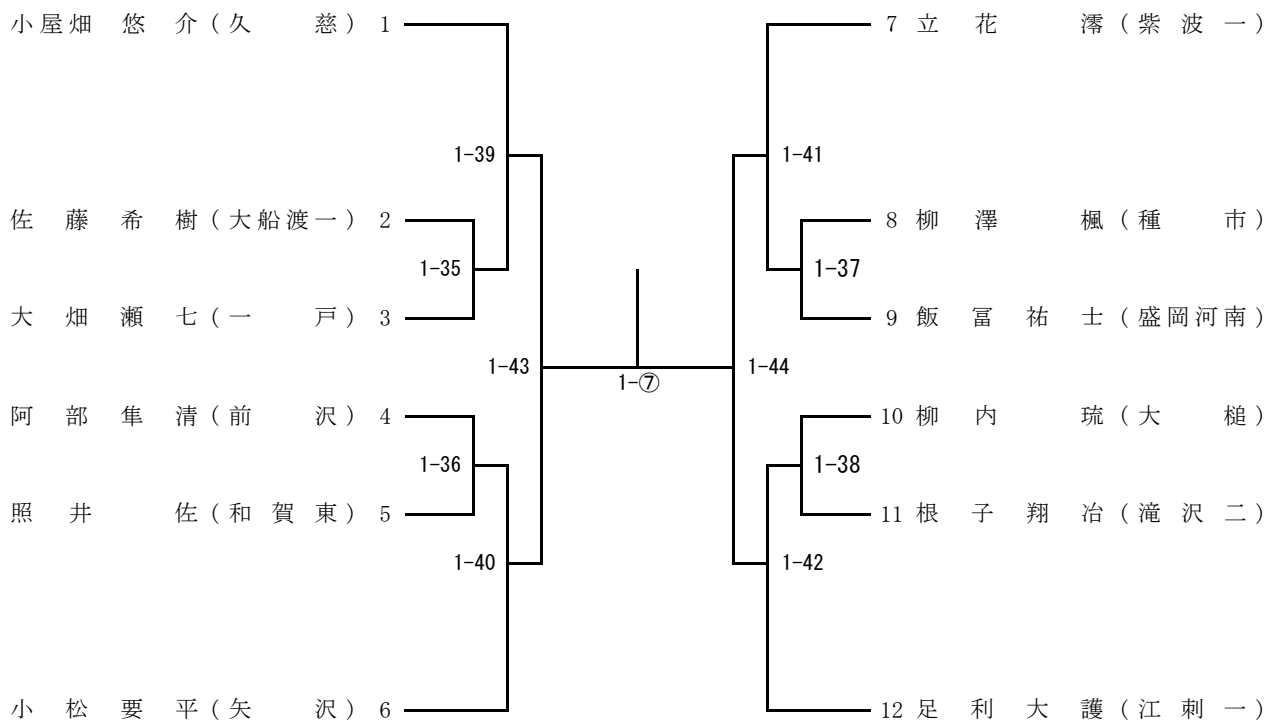 小屋畑 悠 介 ( 久 慈 ) 1
1-39
佐 藤 希 樹 ( 大船渡一 ) 2
1-35
大 畑 瀬 七 ( 一 戸 ) 3
1-43
阿 部 隼 清 ( 前 沢 ) 4
1-36
照 井 佐 ( 和 賀 東 ) 5
1-40
小 松 要 平 ( 矢 沢 ) 6
1-⑦
7 立 花 澪 ( 紫 波 一 )
1-41
8 柳 澤 楓 ( 種 市 )
1-37
9 飯 冨 祐 士 ( 盛岡河南 )
1-44
10 柳 内 琉 ( 大 槌 )
1-38
11 根 子 翔 冶 ( 滝 沢 二 )
1-42
12 足 利 大 護 ( 江 刺 一 )